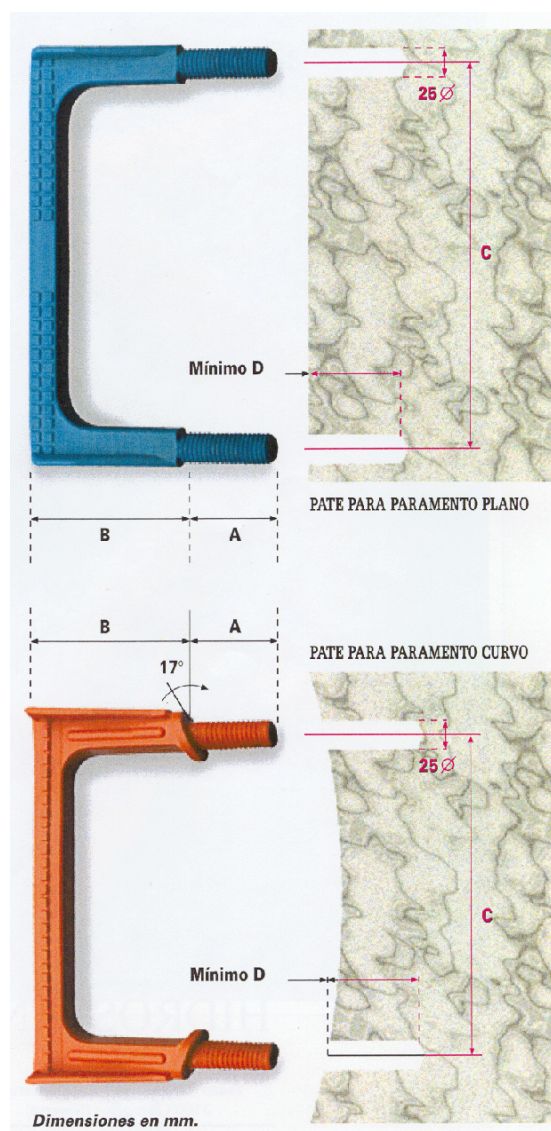 25 Ø
C
Mínimo D
PATE PARA PARAMENTO PLANO
B A
B A
17°
PATE PARA PARAMENTO CURVO
25 Ø
C
Mínimo D
Dimensiones en mm.